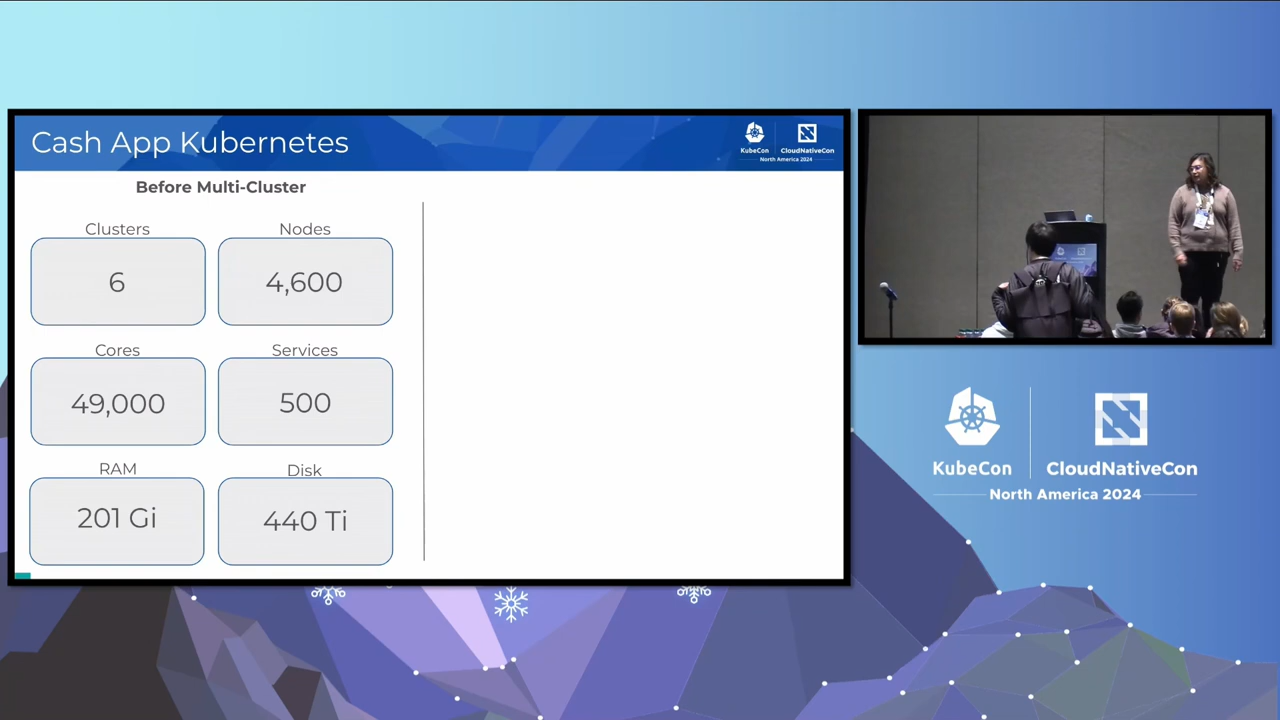 Cash App Kubernetes
KubeCon
CloudNativeCon
North America 2024
Before Multi-Cluster
Clusters
Nodes
6
4,600
Cores
Services
49,000
500
RAM
Disk
201 Gi
440 Ti
KubeCon
CloudNativeCon
North America 2024